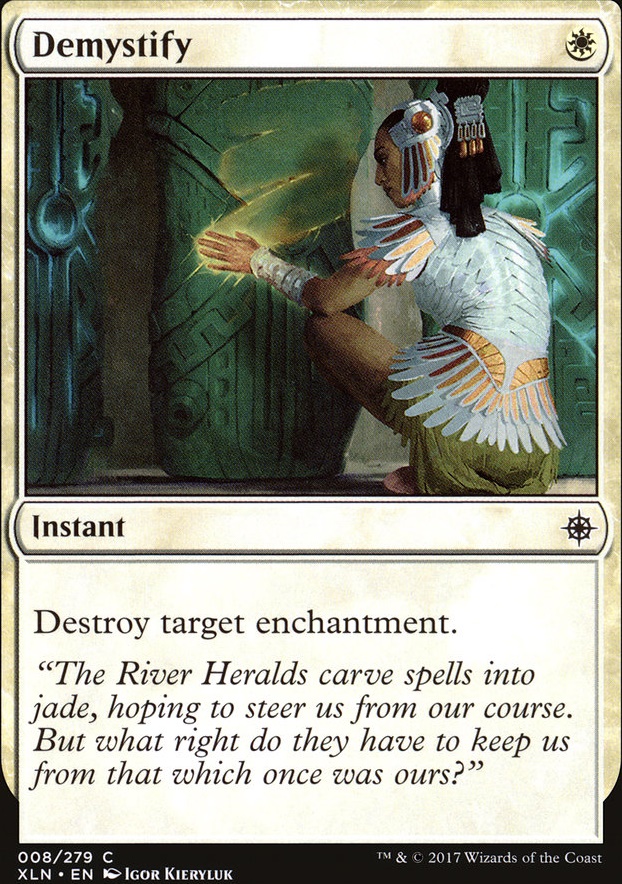 Demystify
Instant
Destroy target enchantment.
“The River Heralds carve spells into
jade, hoping to steer us from our course.
But what right do they have to keep us
from that which once was ours?”
008/279 C
XLN • EN IGOR KIERYLUK
™ & © 2017 Wizards of the Coast